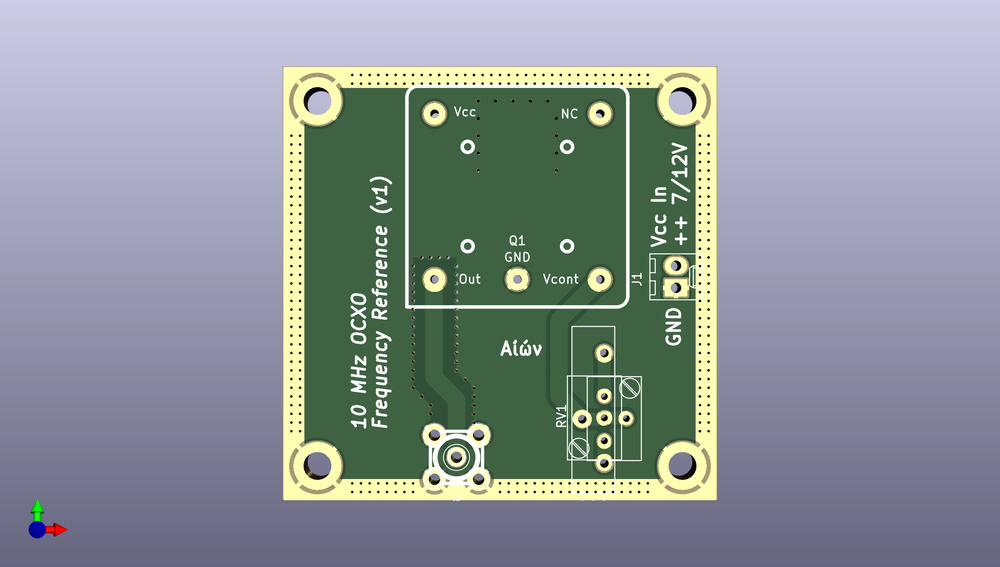 Vcc
NC
Q1
GND
Out
Vcont
Vcc In
++ 7/12V
J1
GND
10 MHz OCXO
Frequency Reference (v1)
Αἰών
RV1